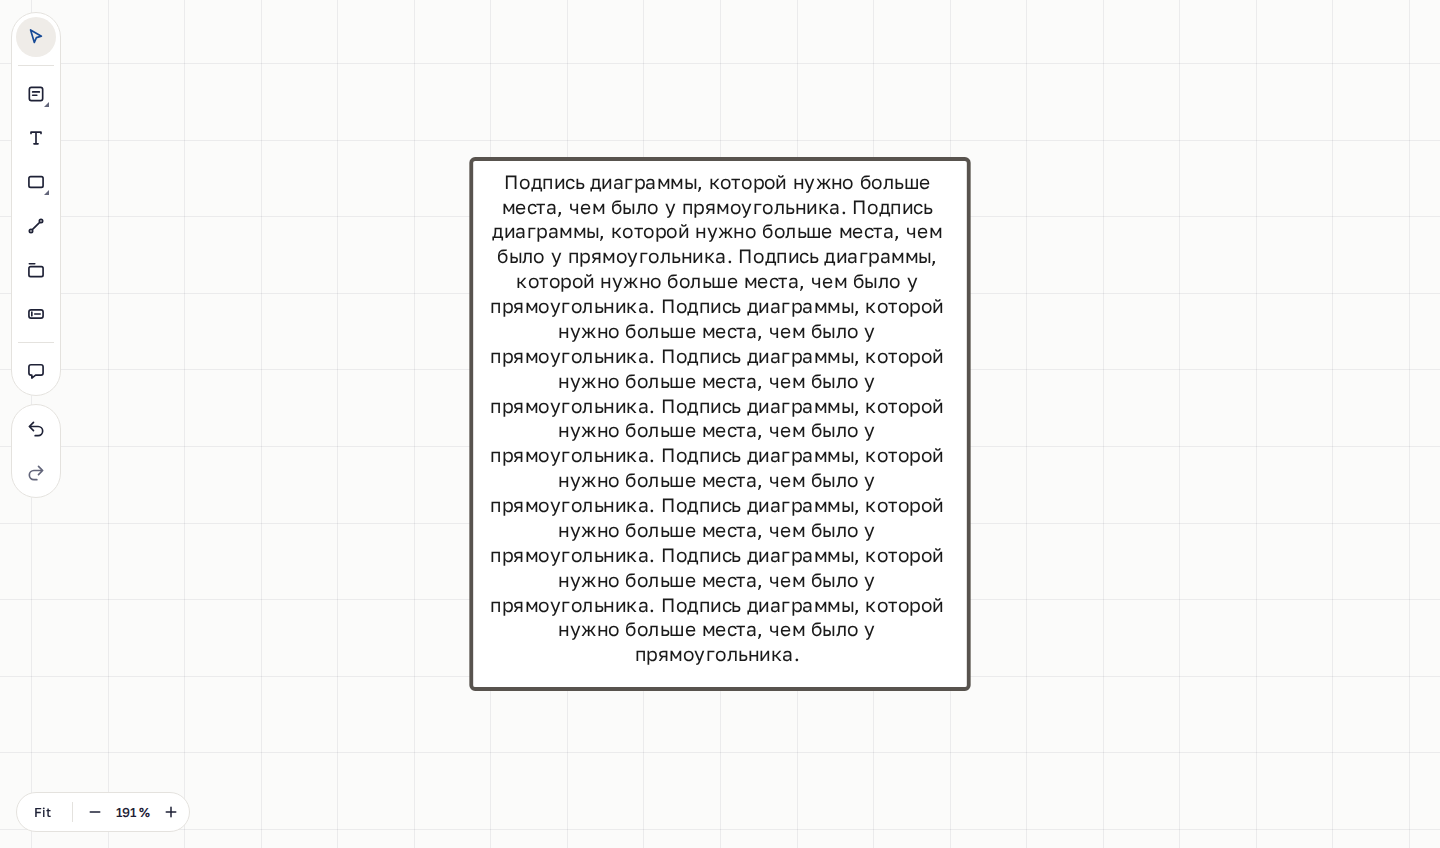 Подпись диаграммы, которой нужно больше
места, чем было у прямоугольника. Подпись
диаграммы, которой нужно больше места, чем
было у прямоугольника. Подпись диаграммы,
которой нужно больше места, чем было у
прямоугольника. Подпись диаграммы, которой
нужно больше места, чем было у
прямоугольника. Подпись диаграммы, которой
нужно больше места, чем было у
прямоугольника. Подпись диаграммы, которой
нужно больше места, чем было у
прямоугольника. Подпись диаграммы, которой
нужно больше места, чем было у
прямоугольника. Подпись диаграммы, которой
нужно больше места, чем было у
прямоугольника. Подпись диаграммы, которой
нужно больше места, чем было у
прямоугольника. Подпись диаграммы, которой
нужно больше места, чем было у
прямоугольника.
Fit 191 %